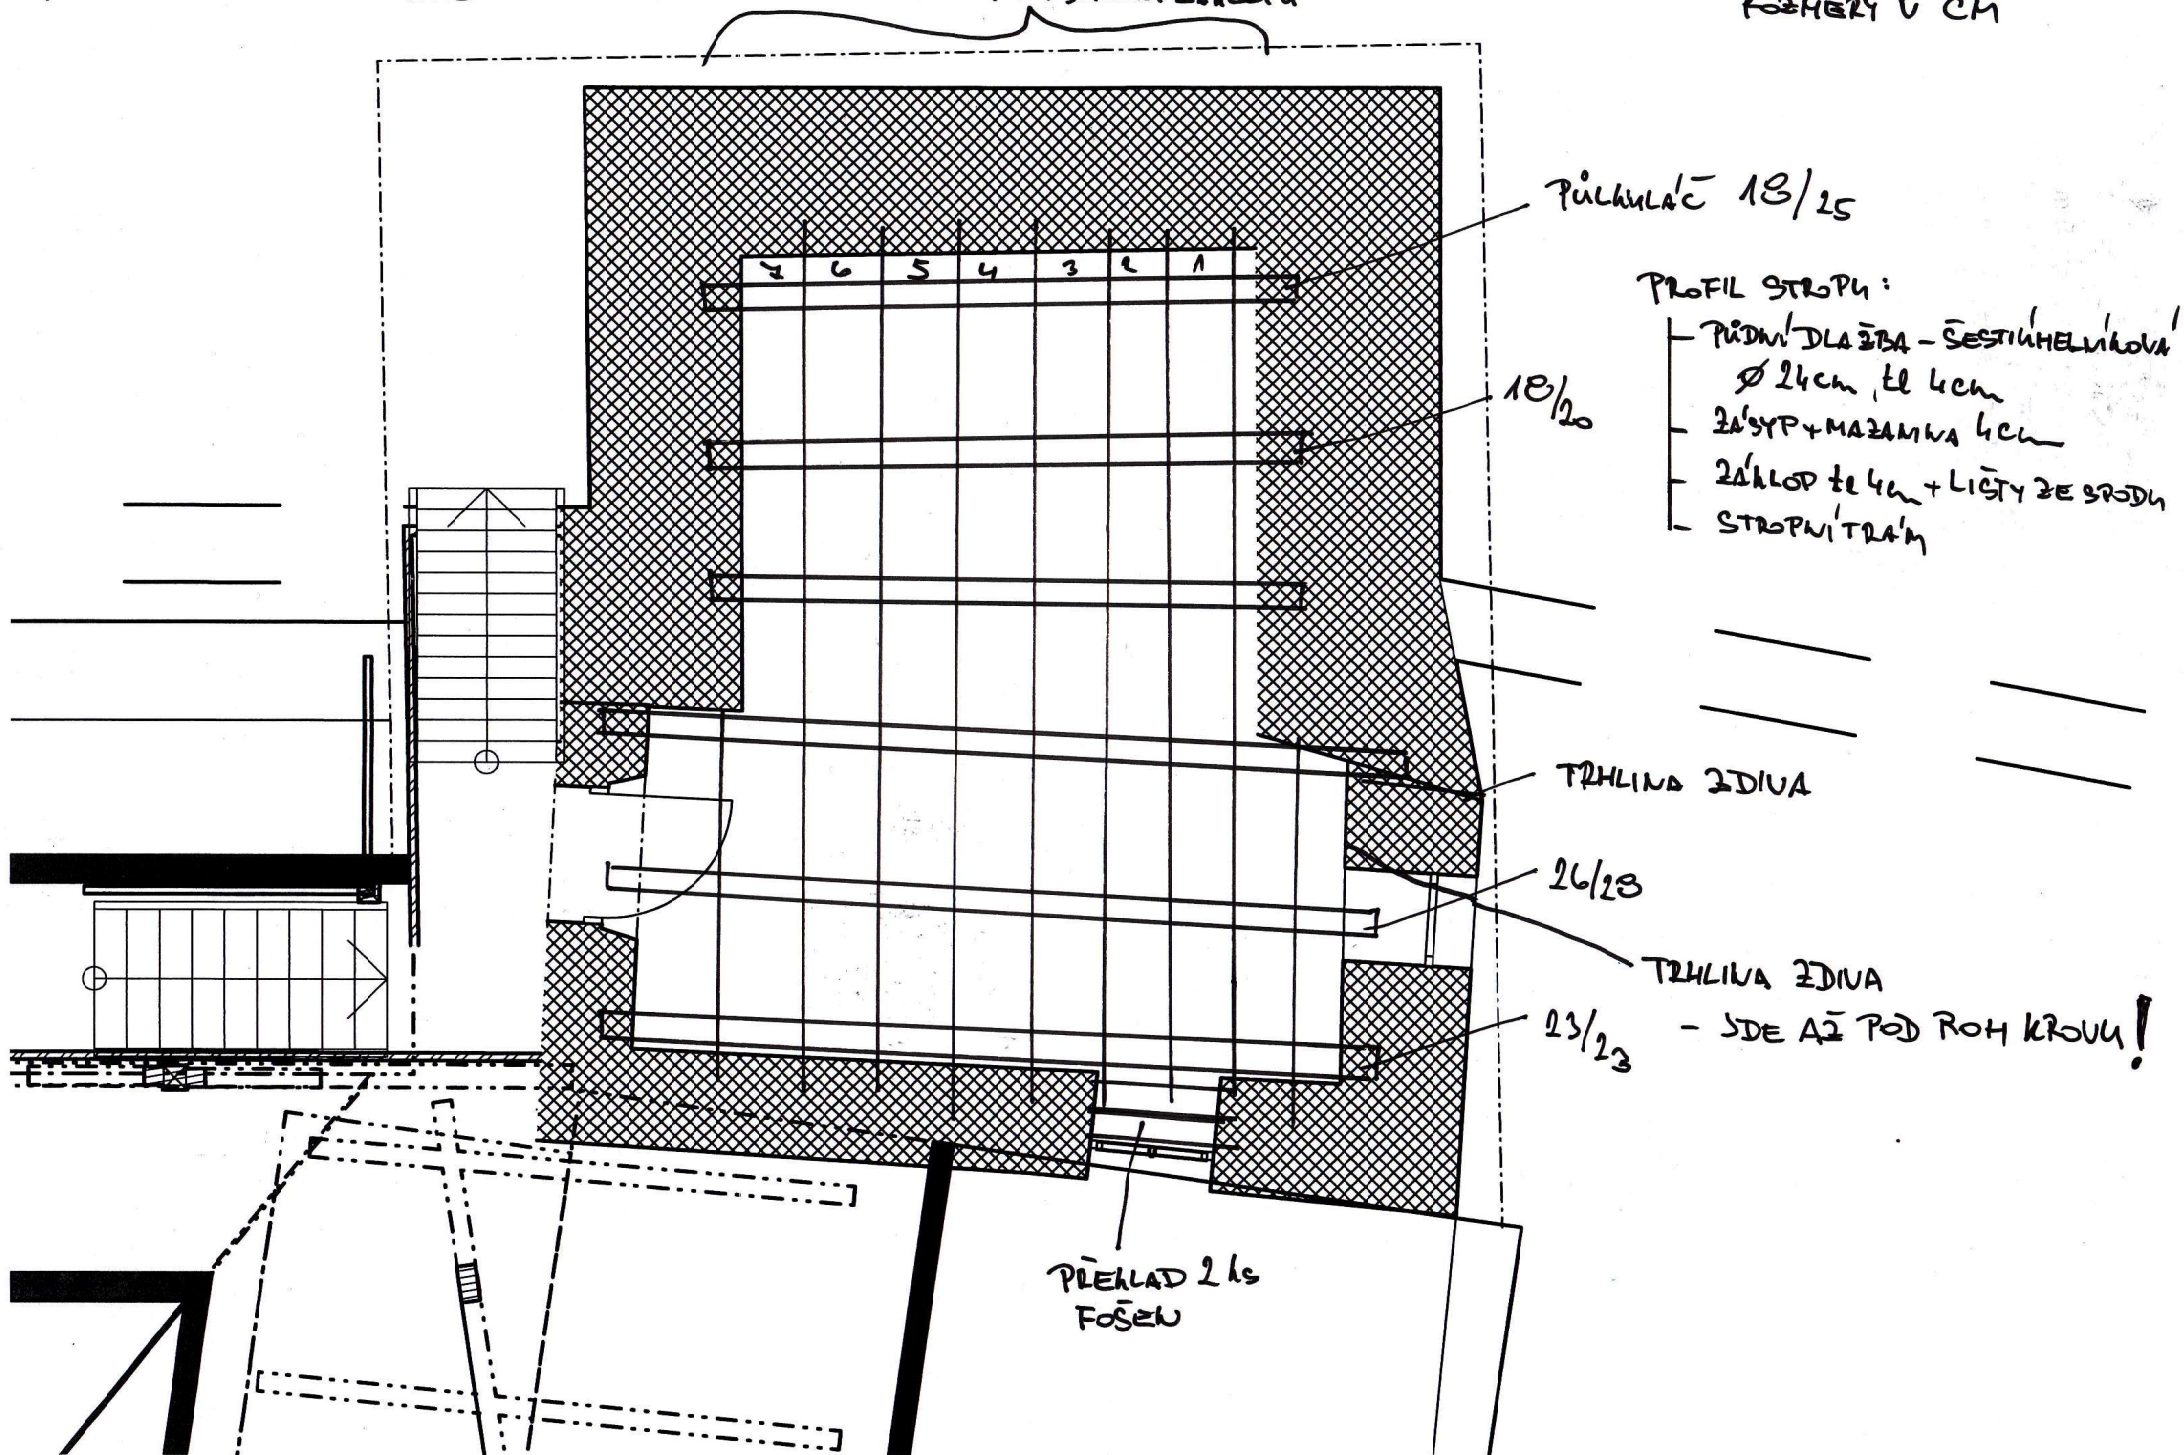 ROZMĚRY V CM
7 6 5 4 3 2 1
PŮLKULÁČ 18/25
PROFIL STROPU:
PŮDNÍ DLAŽBA - ŠESTIÚHELNÍKOVÁ
Ø 24cm, tl 4cm
18/20
ZÁSYP + MAZANINA 4cm
ZÁKLOP tl 4cm + LIŠTY ZE SPODU
STROPNÍ TRÁM
TRHLINA ZDIVA
26/28
TRHLINA ZDIVA
- JDE AŽ POD ROH KROVU!
23/23
PŘEKLAD 2 ks
FOŠEN